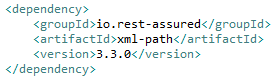 <dependency>
    <groupId>io.rest-assured</groupId>
    <artifactId>xml-path</artifactId>
    <version>3.3.0</version>
</dependency>